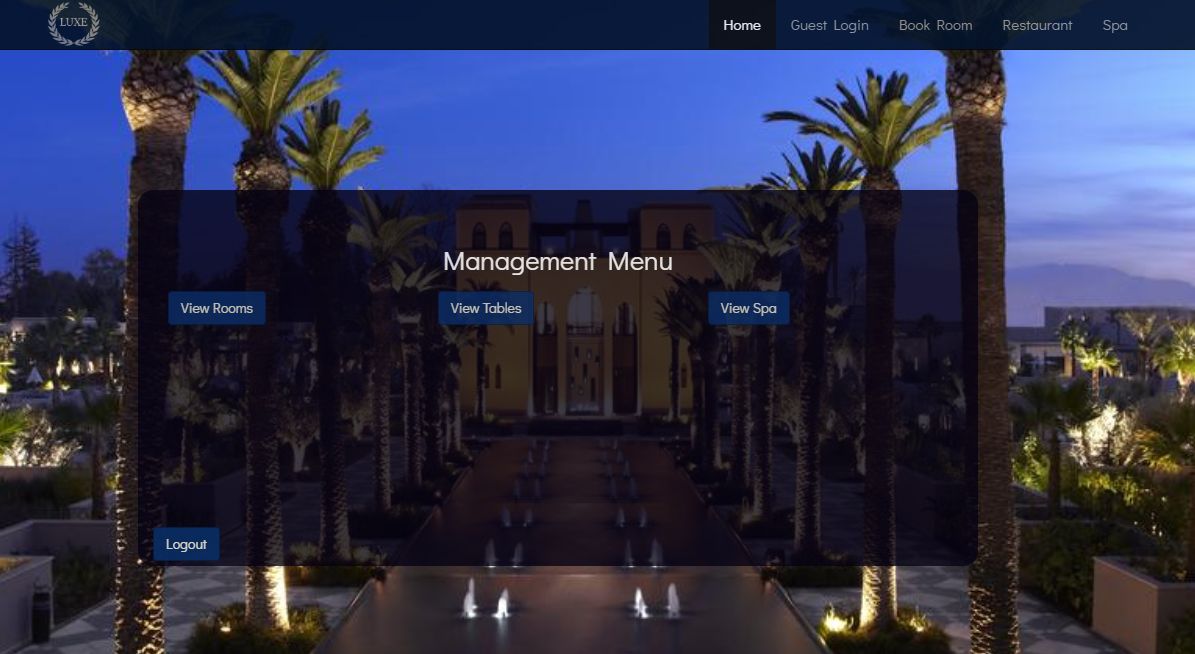 LUXE
Home Guest Login Book Room Restaurant Spa
Management Menu
View Rooms View Tables View Spa
Logout